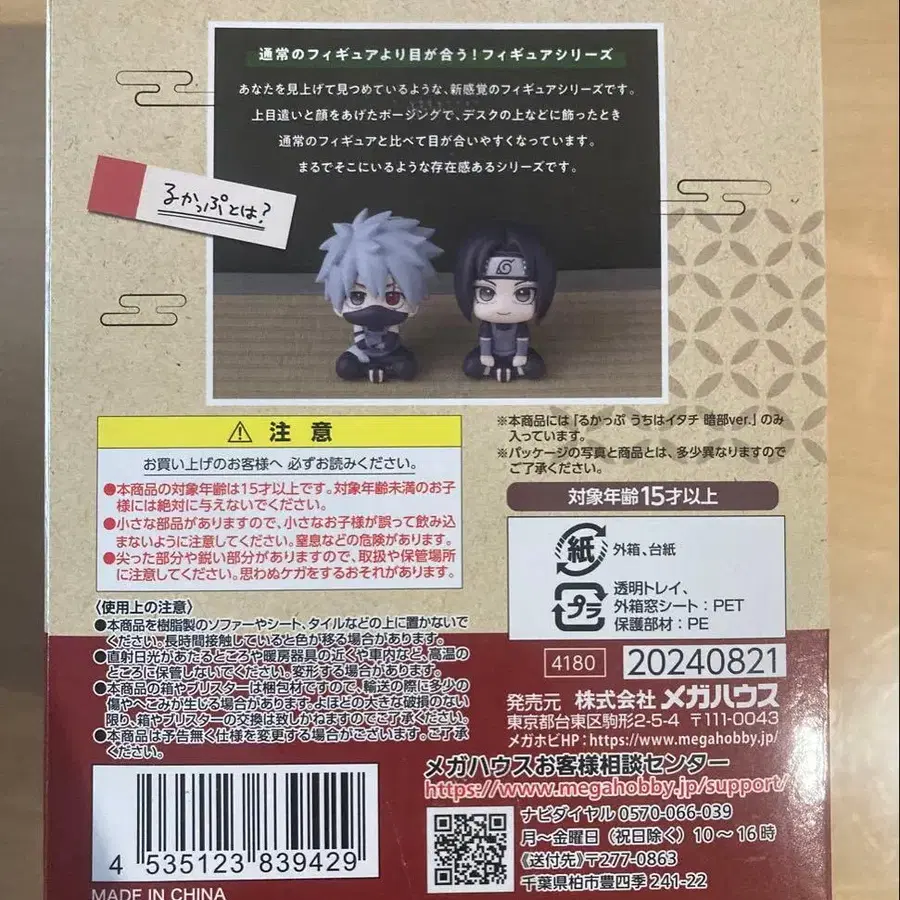 通常のフィギュアより目が合う！フィギュアシリーズ
あなたを見上げて見つめているような、新感覚のフィギュアシリーズです。
上目遣いと顔をあげたポージングで、デスクの上などに飾ったとき
通常のフィギュアと比べて目が合いやすくなっています。
まるでそこにいるような存在感あるシリーズです。
るかっぷとは？
※本商品には「るかっぷ うちはイタチ 暗部ver.」のみ
入っています。
※パッケージの写真と商品とは、多少異なりますので
ご了承ください。
⚠ 注 意
お買い上げのお客様へ 必ずお読みください。
●本商品の対象年齢は15才以上です。対象年齢未満のお子
様には絶対に与えないでください。
●小さな部品がありますので、小さなお子様が誤って飲み込
まないように注意してください。窒息などの危険があります。
●尖った部分や鋭い部分がありますので、取扱や保管場所
に注意してください。思わぬケガをするおそれがあります。
対象年齢15才以上
紙
外箱、台紙
プラ
透明トレイ、
外箱窓シート：PET
保護部材：PE
〈使用上の注意〉
●本商品を樹脂製のソファーやシート、タイルなどの上に置かないで
ください。長時間接触していると色が移る場合があります。
●直射日光があたるところや暖房器具の近くや車内など、高温の
ところに保管しないでください。変形する場合があります。
●本商品の箱やブリスターは梱包材ですので、輸送の際に多少の
傷やへこみが生じる場合があります。よほどの大きな破損のない
限り、箱やブリスターの交換は致しかねますのでご了承ください。
●本商品は予告無く仕様を変更する場合がございます。ご了承
ください。
4180
20240821
発売元 株式会社 メガハウス
東京都台東区駒形2-5-4 〒111-0043
メガホビHP：https://www.megahobby.jp/
メガハウスお客様相談センター
https://www.megahobby.jp/support/
ナビダイヤル 0570-066-039
月～金曜日（祝日除く）10～16時
《送付先》〒277-0863
千葉県柏市豊四季241-22
4 535123 839429
MADE IN CHINA